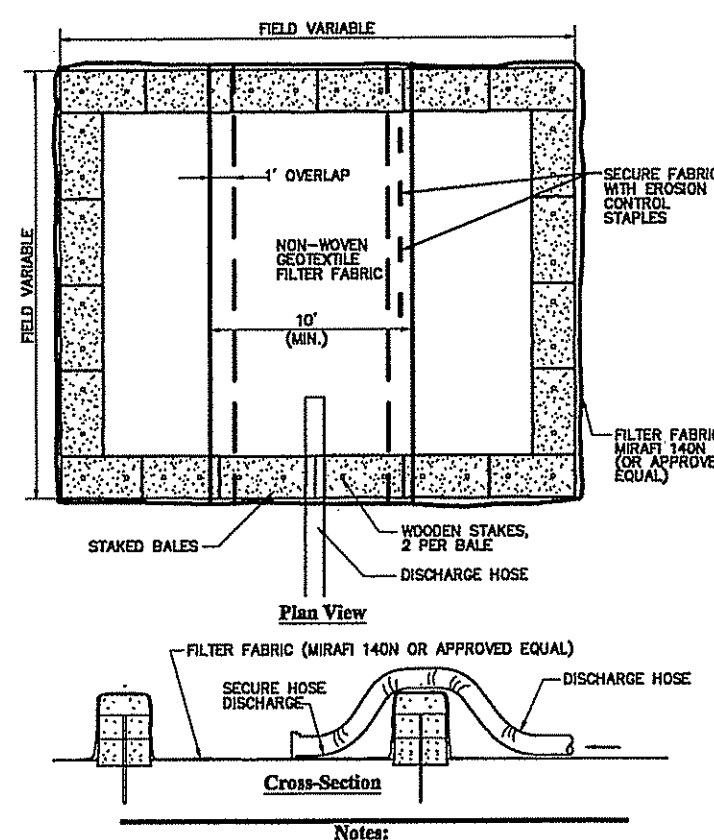 FIELD VARIABLE
FIELD VARIABLE
1' OVERLAP
SECURE FABRIC
WITH EROSION
CONTROL
STAPLES
NON-WOVEN
GEOTEXTILE
FILTER FABRIC
10'
(MIN.)
FILTER FABRIC
MIRAFI 140N
(OR APPROVE
EQUAL)
STAKED BALES
WOODEN STAKES,
2 PER BALE
DISCHARGE HOSE
Plan View
FILTER FABRIC (MIRAFI 140N OR APPROVED EQUAL)
SECURE HOSE
DISCHARGE
DISCHARGE HOSE
Cross-Section
Notes: